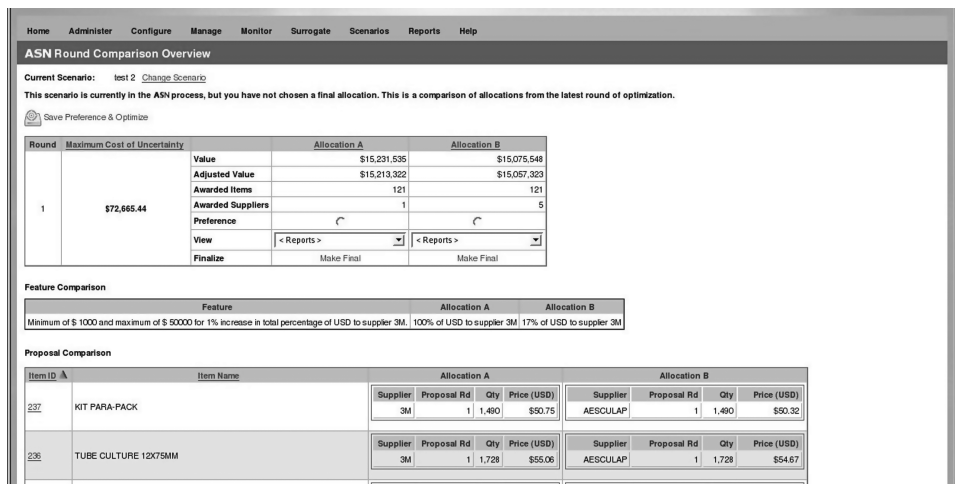 Home Administer Configure Manage Monitor Surrogate Scenarios Reports Help
ASN Round Comparison Overview
Current Scenario: test 2 Change Scenario
This scenario is currently in the ASN process, but you have not chosen a final allocation. This is a comparison of allocations from the latest round of optimization.
Save Preference & Optimize
Round Maximum Cost of Uncertainty Allocation A Allocation B
Value $15,231,535 $15,075,548
Adjusted Value $15,213,322 $15,057,323
Awarded Items 121 121
1 $72,665.44 Awarded Suppliers 1 5
Preference
View < Reports > < Reports >
Finalize Make Final Make Final
Feature Comparison
Feature Allocation A Allocation B
Minimum of $ 1000 and maximum of $ 50000 for 1% increase in total percentage of USD to supplier 3M. 100% of USD to supplier 3M 17% of USD to supplier 3M
Proposal Comparison
Item ID Item Name Allocation A Allocation B
Supplier Proposal Rd Qty Price (USD) Supplier Proposal Rd Qty Price (USD)
237 KIT PARA-PACK 3M 1 1,490 $50.75 AESCULAP 1 1,490 $50.32
Supplier Proposal Rd Qty Price (USD) Supplier Proposal Rd Qty Price (USD)
236 TUBE CULTURE 12X75MM 3M 1 1,728 $55.06 AESCULAP 1 1,728 $54.67